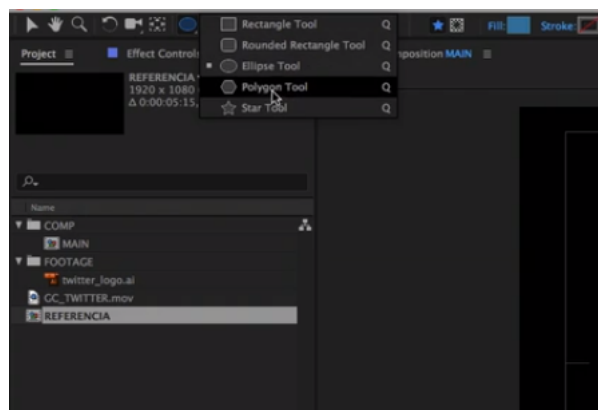 Rectangle Tool Q
Fill: Stroke:
Rounded Rectangle Tool Q
Project Effect Control
position MAIN
Ellipse Tool Q
REFERENCIA
1920 x 1080
Polygon Tool Q
Δ 0:00:05:15,
Star Tool Q
Name
COMP
MAIN
FOOTAGE
twitter_logo.ai
GC_TWITTER.mov
REFERENCIA